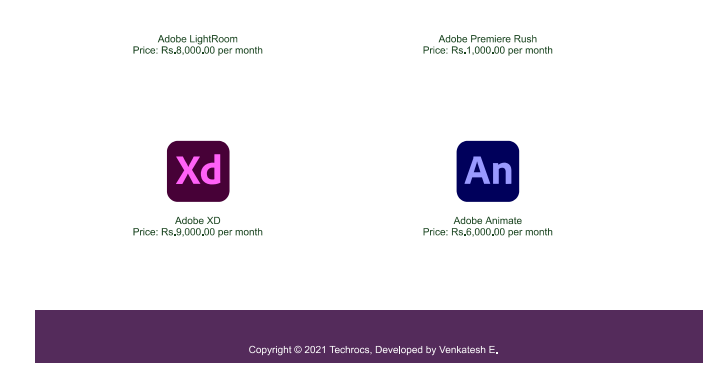 Adobe LightRoom
Price: Rs.8,000.00 per month
Adobe Premiere Rush
Price: Rs.1,000.00 per month
Xd
Adobe XD
Price: Rs.9,000.00 per month
An
Adobe Animate
Price: Rs.6,000.00 per month
Copyright © 2021 Techrocs, Developed by Venkatesh E.